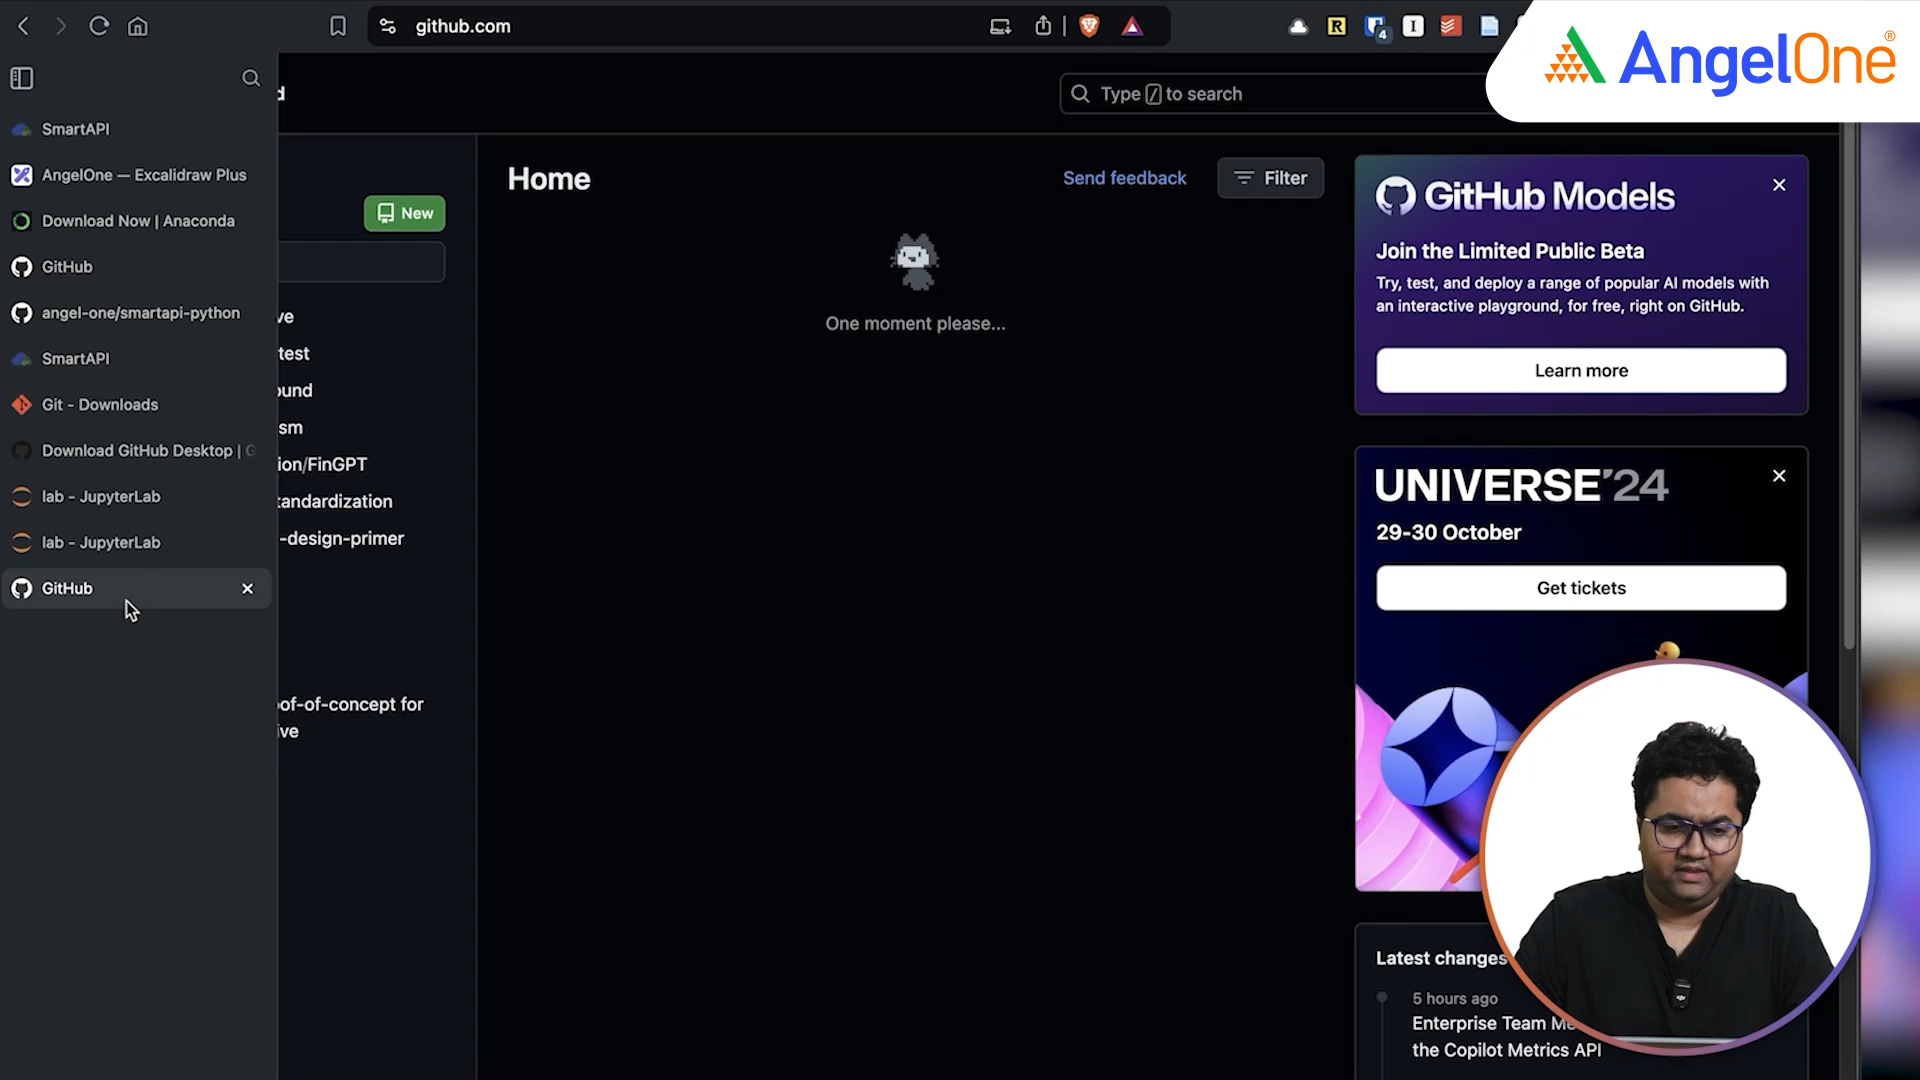 github.com
4
AngelOne®
SmartAPI
AngelOne — Excalidraw Plus
Download Now | Anaconda
GitHub
angel-one/smartapi-python
SmartAPI
Git - Downloads
Download GitHub Desktop | G
lab - JupyterLab
lab - JupyterLab
GitHub
d
Type / to search
New
ve
test
ound
sm
ion/FinGPT
tandardization
-design-primer
oof-of-concept for
ive
Home
Send feedback
Filter
One moment please...
GitHub Models
Join the Limited Public Beta
Try, test, and deploy a range of popular AI models with
an interactive playground, for free, right on GitHub.
Learn more
UNIVERSE'24
29-30 October
Get tickets
Latest changes
5 hours ago
Enterprise Team Me
the Copilot Metrics API